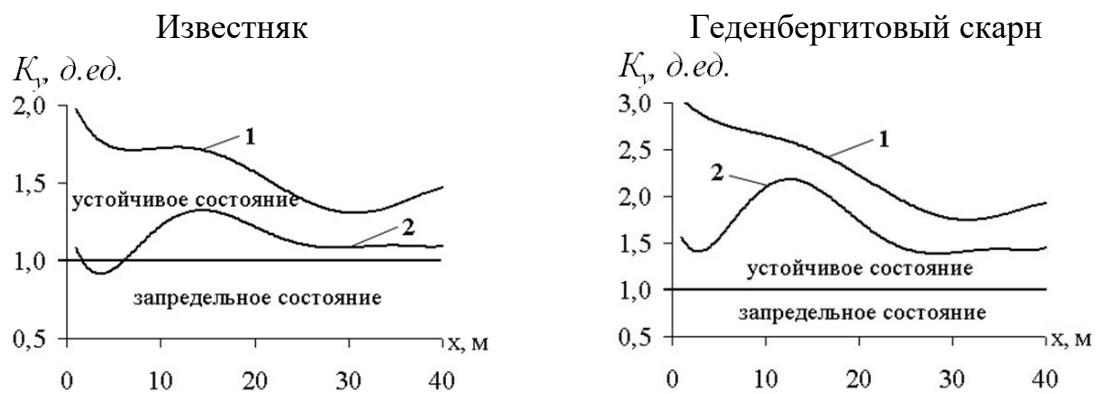 Известняк
Kу, д.ед.
2,0
1,5
1,0
0,5
0
10
20
30
40
x, м
1
2
устойчивое состояние
запредельное состояние
Геденбергитовый скарн
Kу, д.ед.
3,0
2,5
2,0
1,5
1,0
0,5
0
10
20
30
40
x, м
1
2
устойчивое состояние
запредельное состояние